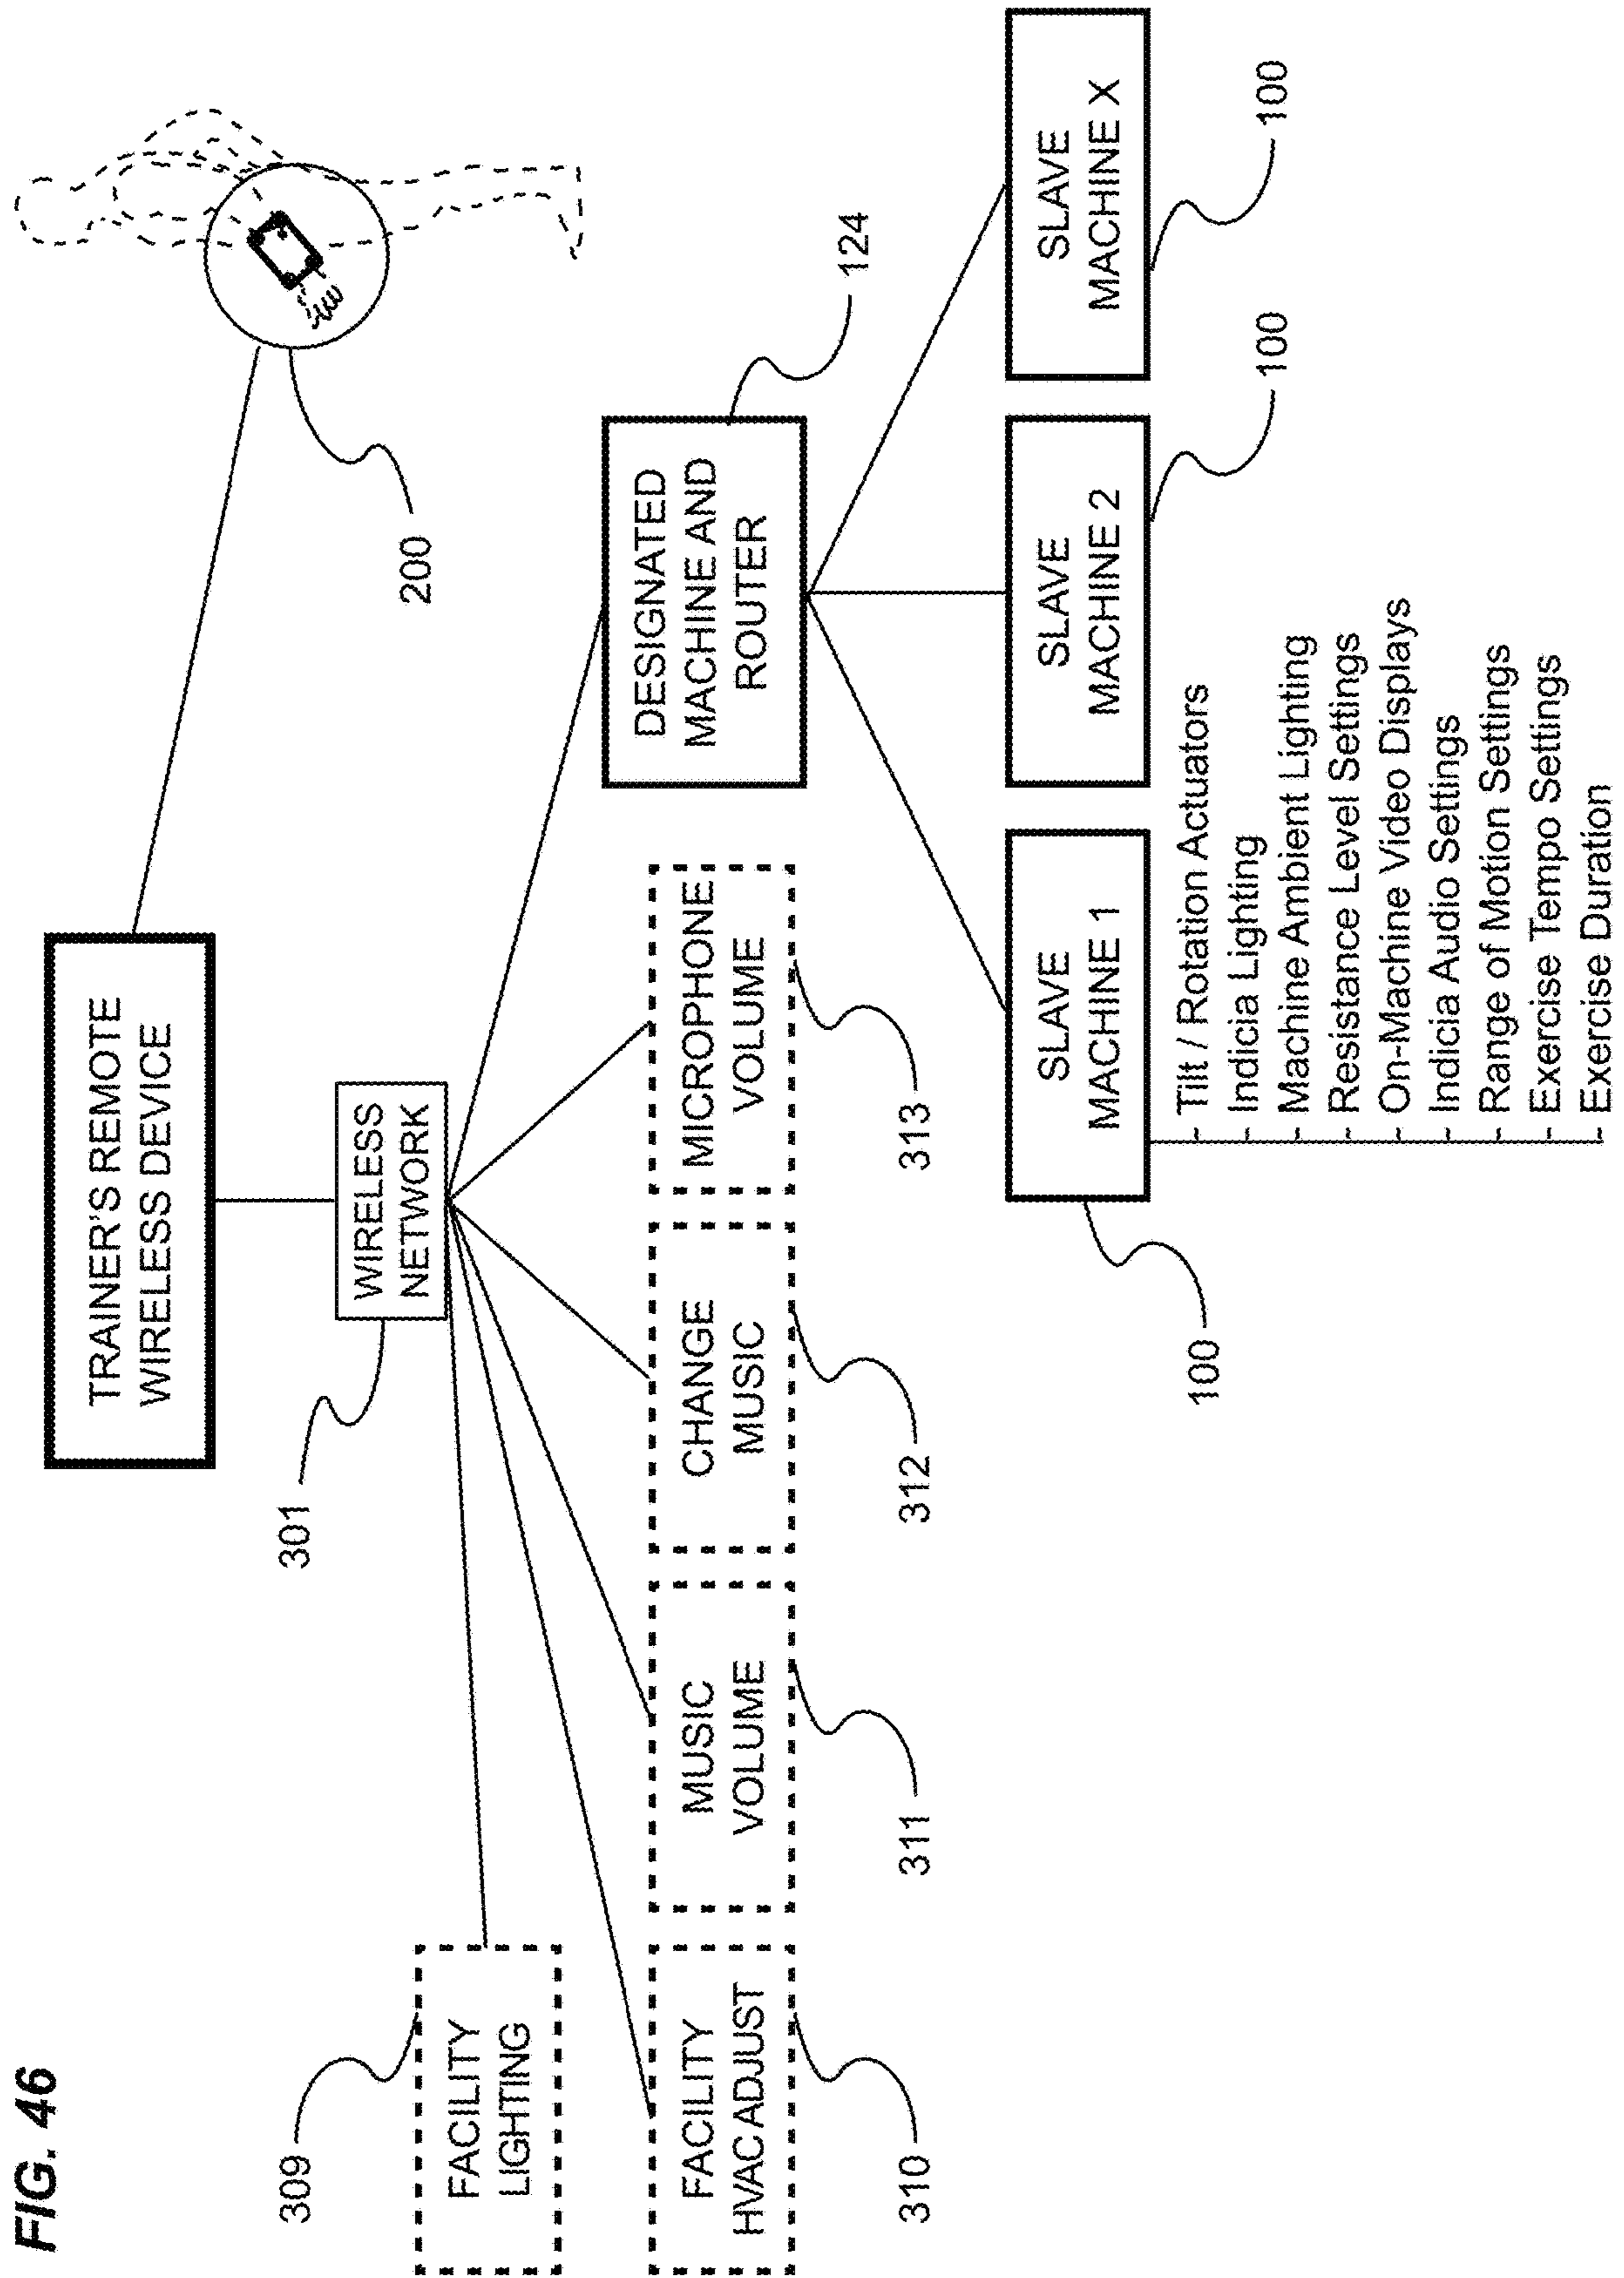 FIG. 46
TRAINER'S REMOTE
WIRELESS DEVICE
200
301
WIRELESS
NETWORK
309
FACILITY
LIGHTING
FACILITY
HVAC ADJUST
310
MUSIC
VOLUME
311
CHANGE
MUSIC
312
MICROPHONE
VOLUME
313
DESIGNATED
MACHINE AND
ROUTER
124
SLAVE
MACHINE 1
100
SLAVE
MACHINE 2
100
SLAVE
MACHINE X
100
Tilt / Rotation Actuators
Indicia Lighting
Machine Ambient Lighting
Resistance Level Settings
On-Machine Video Displays
Indicia Audio Settings
Range of Motion Settings
Exercise Tempo Settings
Exercise Duration